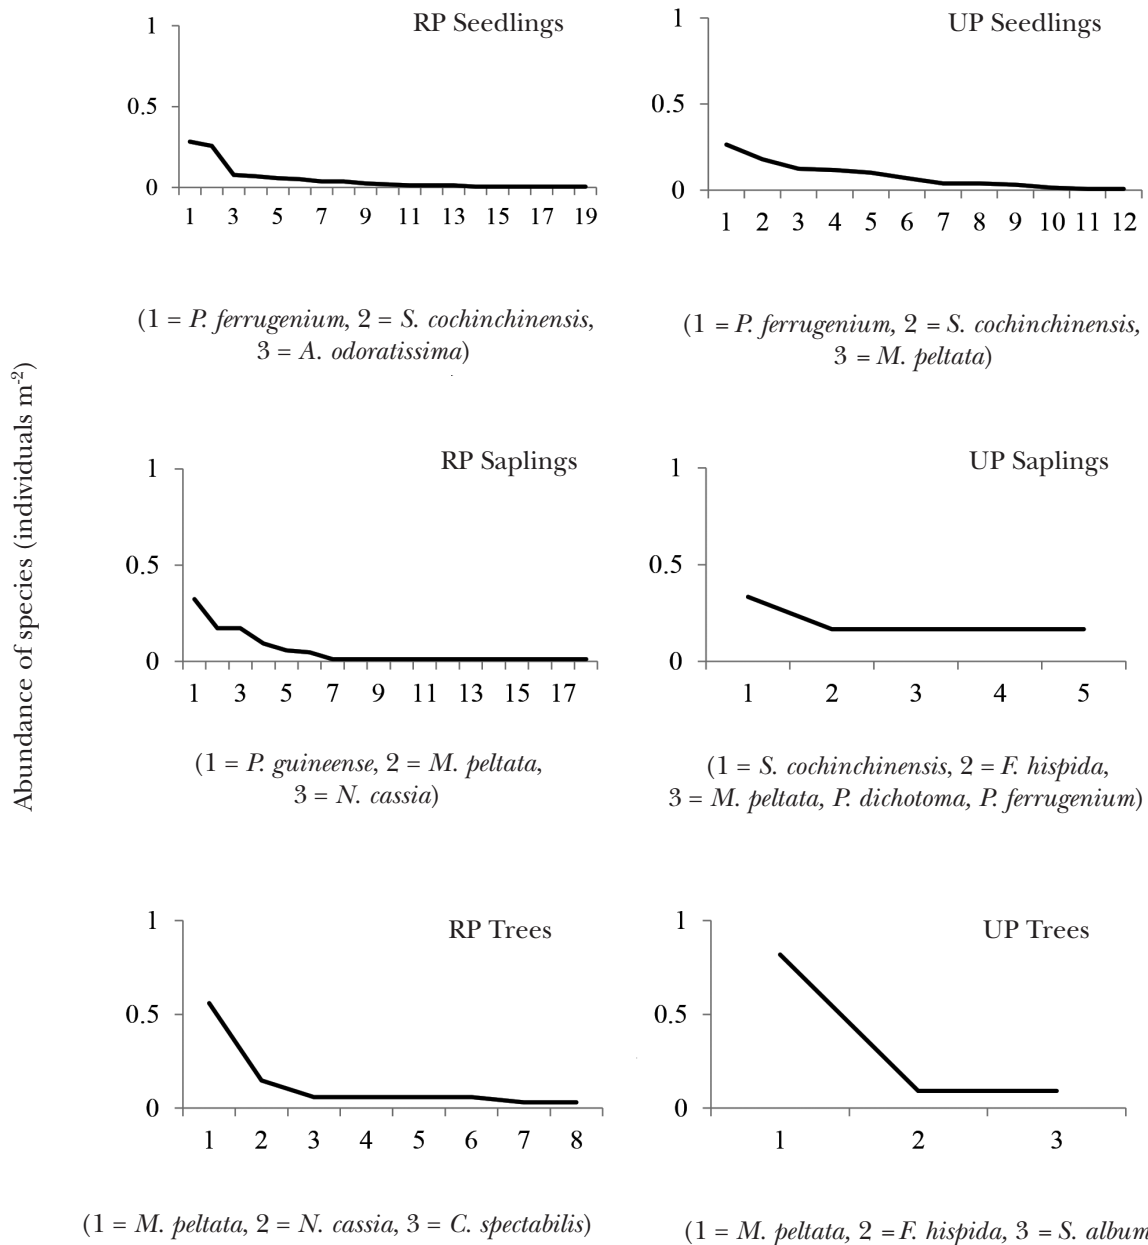 Abundance of species (individuals m-2)
RP Seedlings
1
0.5
0
1 3 5 7 9 11 13 15 17 19
(1 = P. ferrugenium, 2 = S. cochinchinensis,
3 = A. odoratissima)
UP Seedlings
1
0.5
0
1 2 3 4 5 6 7 8 9 10 11 12
(1 = P. ferrugenium, 2 = S. cochinchinensis,
3 = M. peltata)
RP Saplings
1
0.5
0
1 3 5 7 9 11 13 15 17
(1 = P. guineense, 2 = M. peltata,
3 = N. cassia)
UP Saplings
1
0.5
0
1 2 3 4 5
(1 = S. cochinchinensis, 2 = F. hispida,
3 = M. peltata, P. dichotoma, P. ferrugenium)
RP Trees
1
0.5
0
1 2 3 4 5 6 7 8
(1 = M. peltata, 2 = N. cassia, 3 = C. spectabilis)
UP Trees
1
0.5
0
1 2 3
(1 = M. peltata, 2 = F. hispida, 3 = S. album